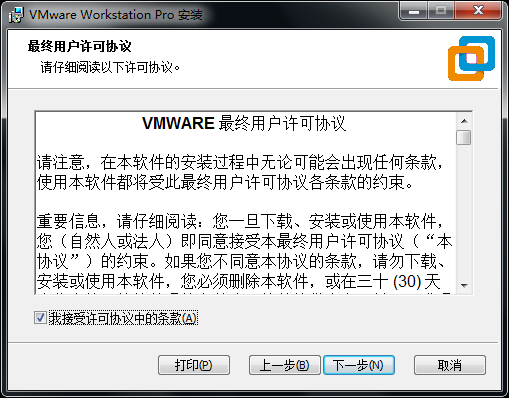 VMware Workstation Pro 安装
最终用户许可协议
请仔细阅读以下许可协议。
VMWARE 最终用户许可协议
请注意，在本软件的安装过程中无论可能会出现任何条款，
使用本软件都将受此最终用户许可协议各条款的约束。
重要信息，请仔细阅读：您一旦下载、安装或使用本软件，
您（自然人或法人）即同意接受本最终用户许可协议（“本
协议”）的约束。如果您不同意本协议的条款，请勿下载、
安装或使用本软件，您必须删除本软件，或在三十 (30) 天
我接受许可协议中的条款(A)
打印(P)
上一步(B)
下一步(N)
取消